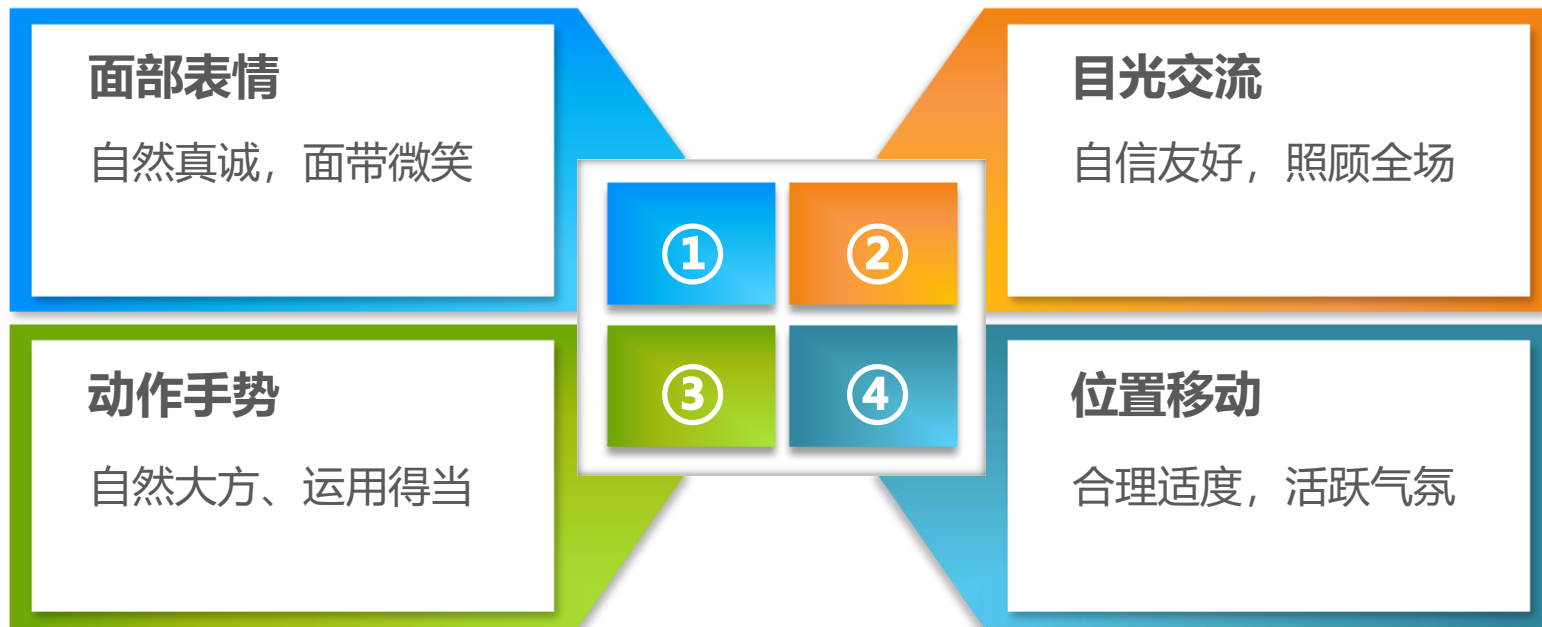 面部表情
自然真诚，面带微笑
目光交流
自信友好，照顾全场
①
②
③
④
动作手势
自然大方、运用得当
位置移动
合理适度，活跃气氛